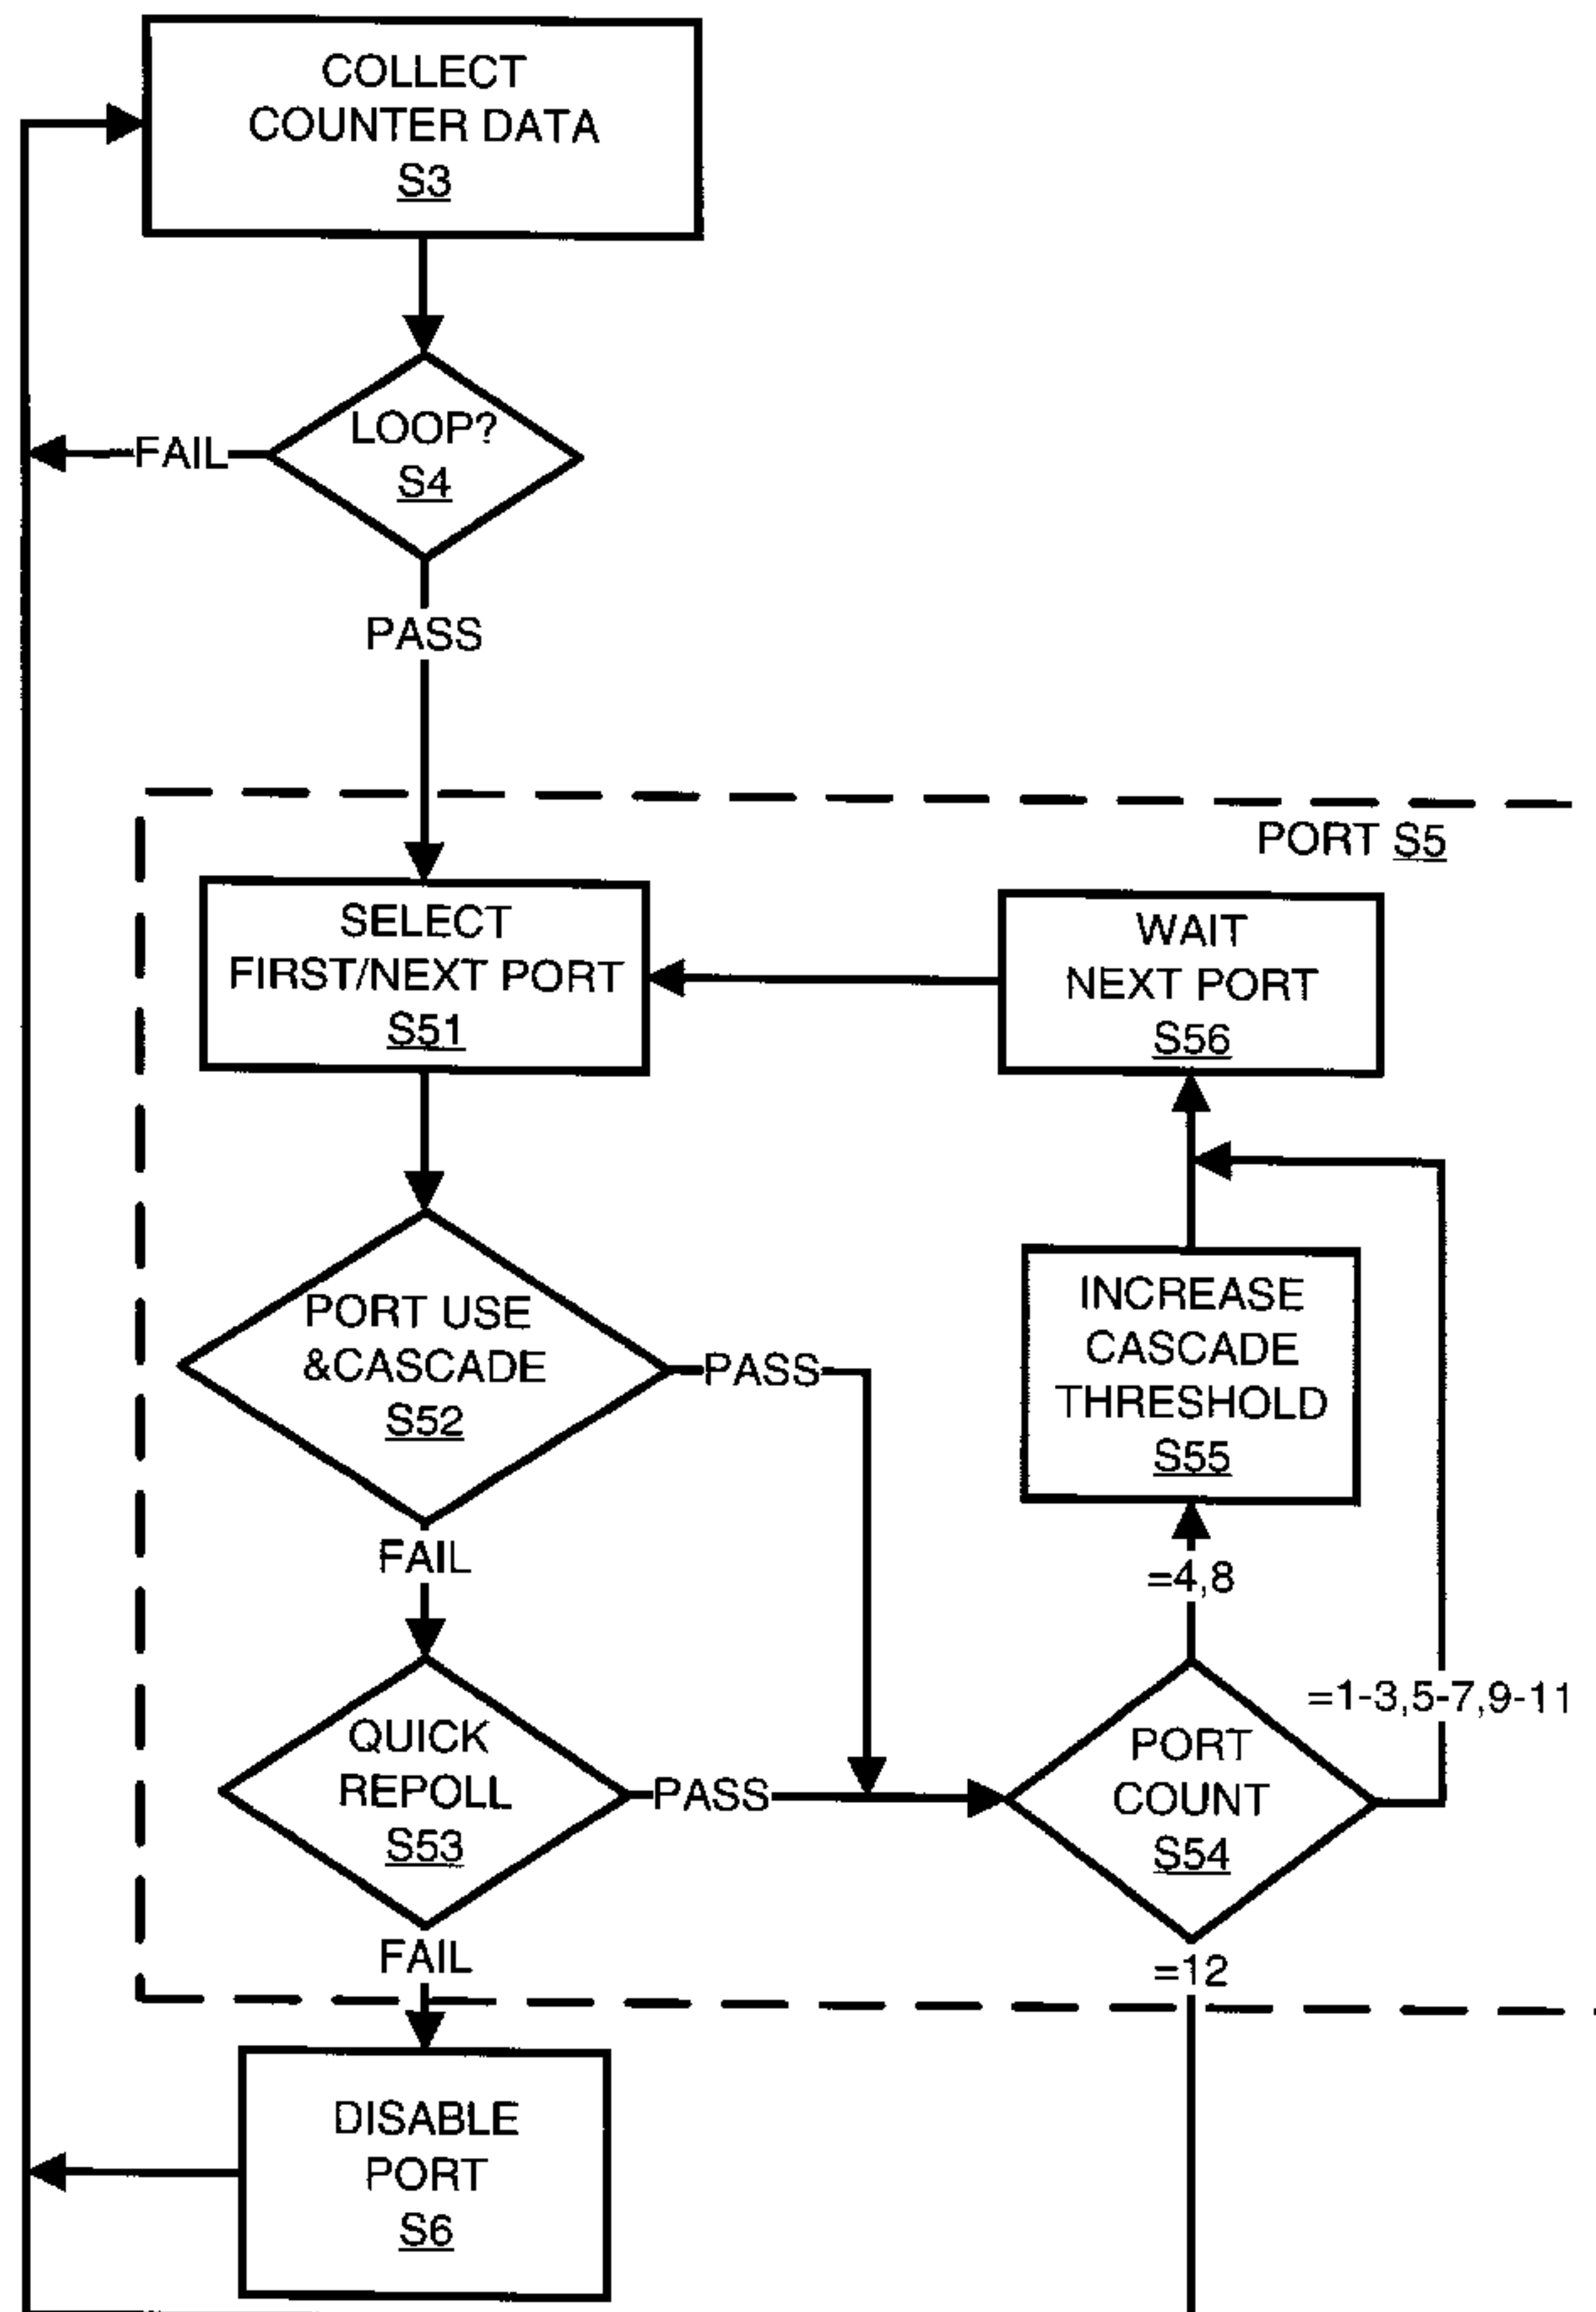 COLLECT
COUNTER DATA
S3
LOOP?
S4
FAIL
PASS
PORT S5
SELECT
FIRST/NEXT PORT
S51
WAIT
NEXT PORT
S56
PORT USE
&CASCADE
S52
PASS
FAIL
INCREASE
CASCADE
THRESHOLD
S55
=4,8
=1-3,5-7,9-11
QUICK
REPOLL
S53
PASS
FAIL
PORT
COUNT
S54
=12
DISABLE
PORT
S6